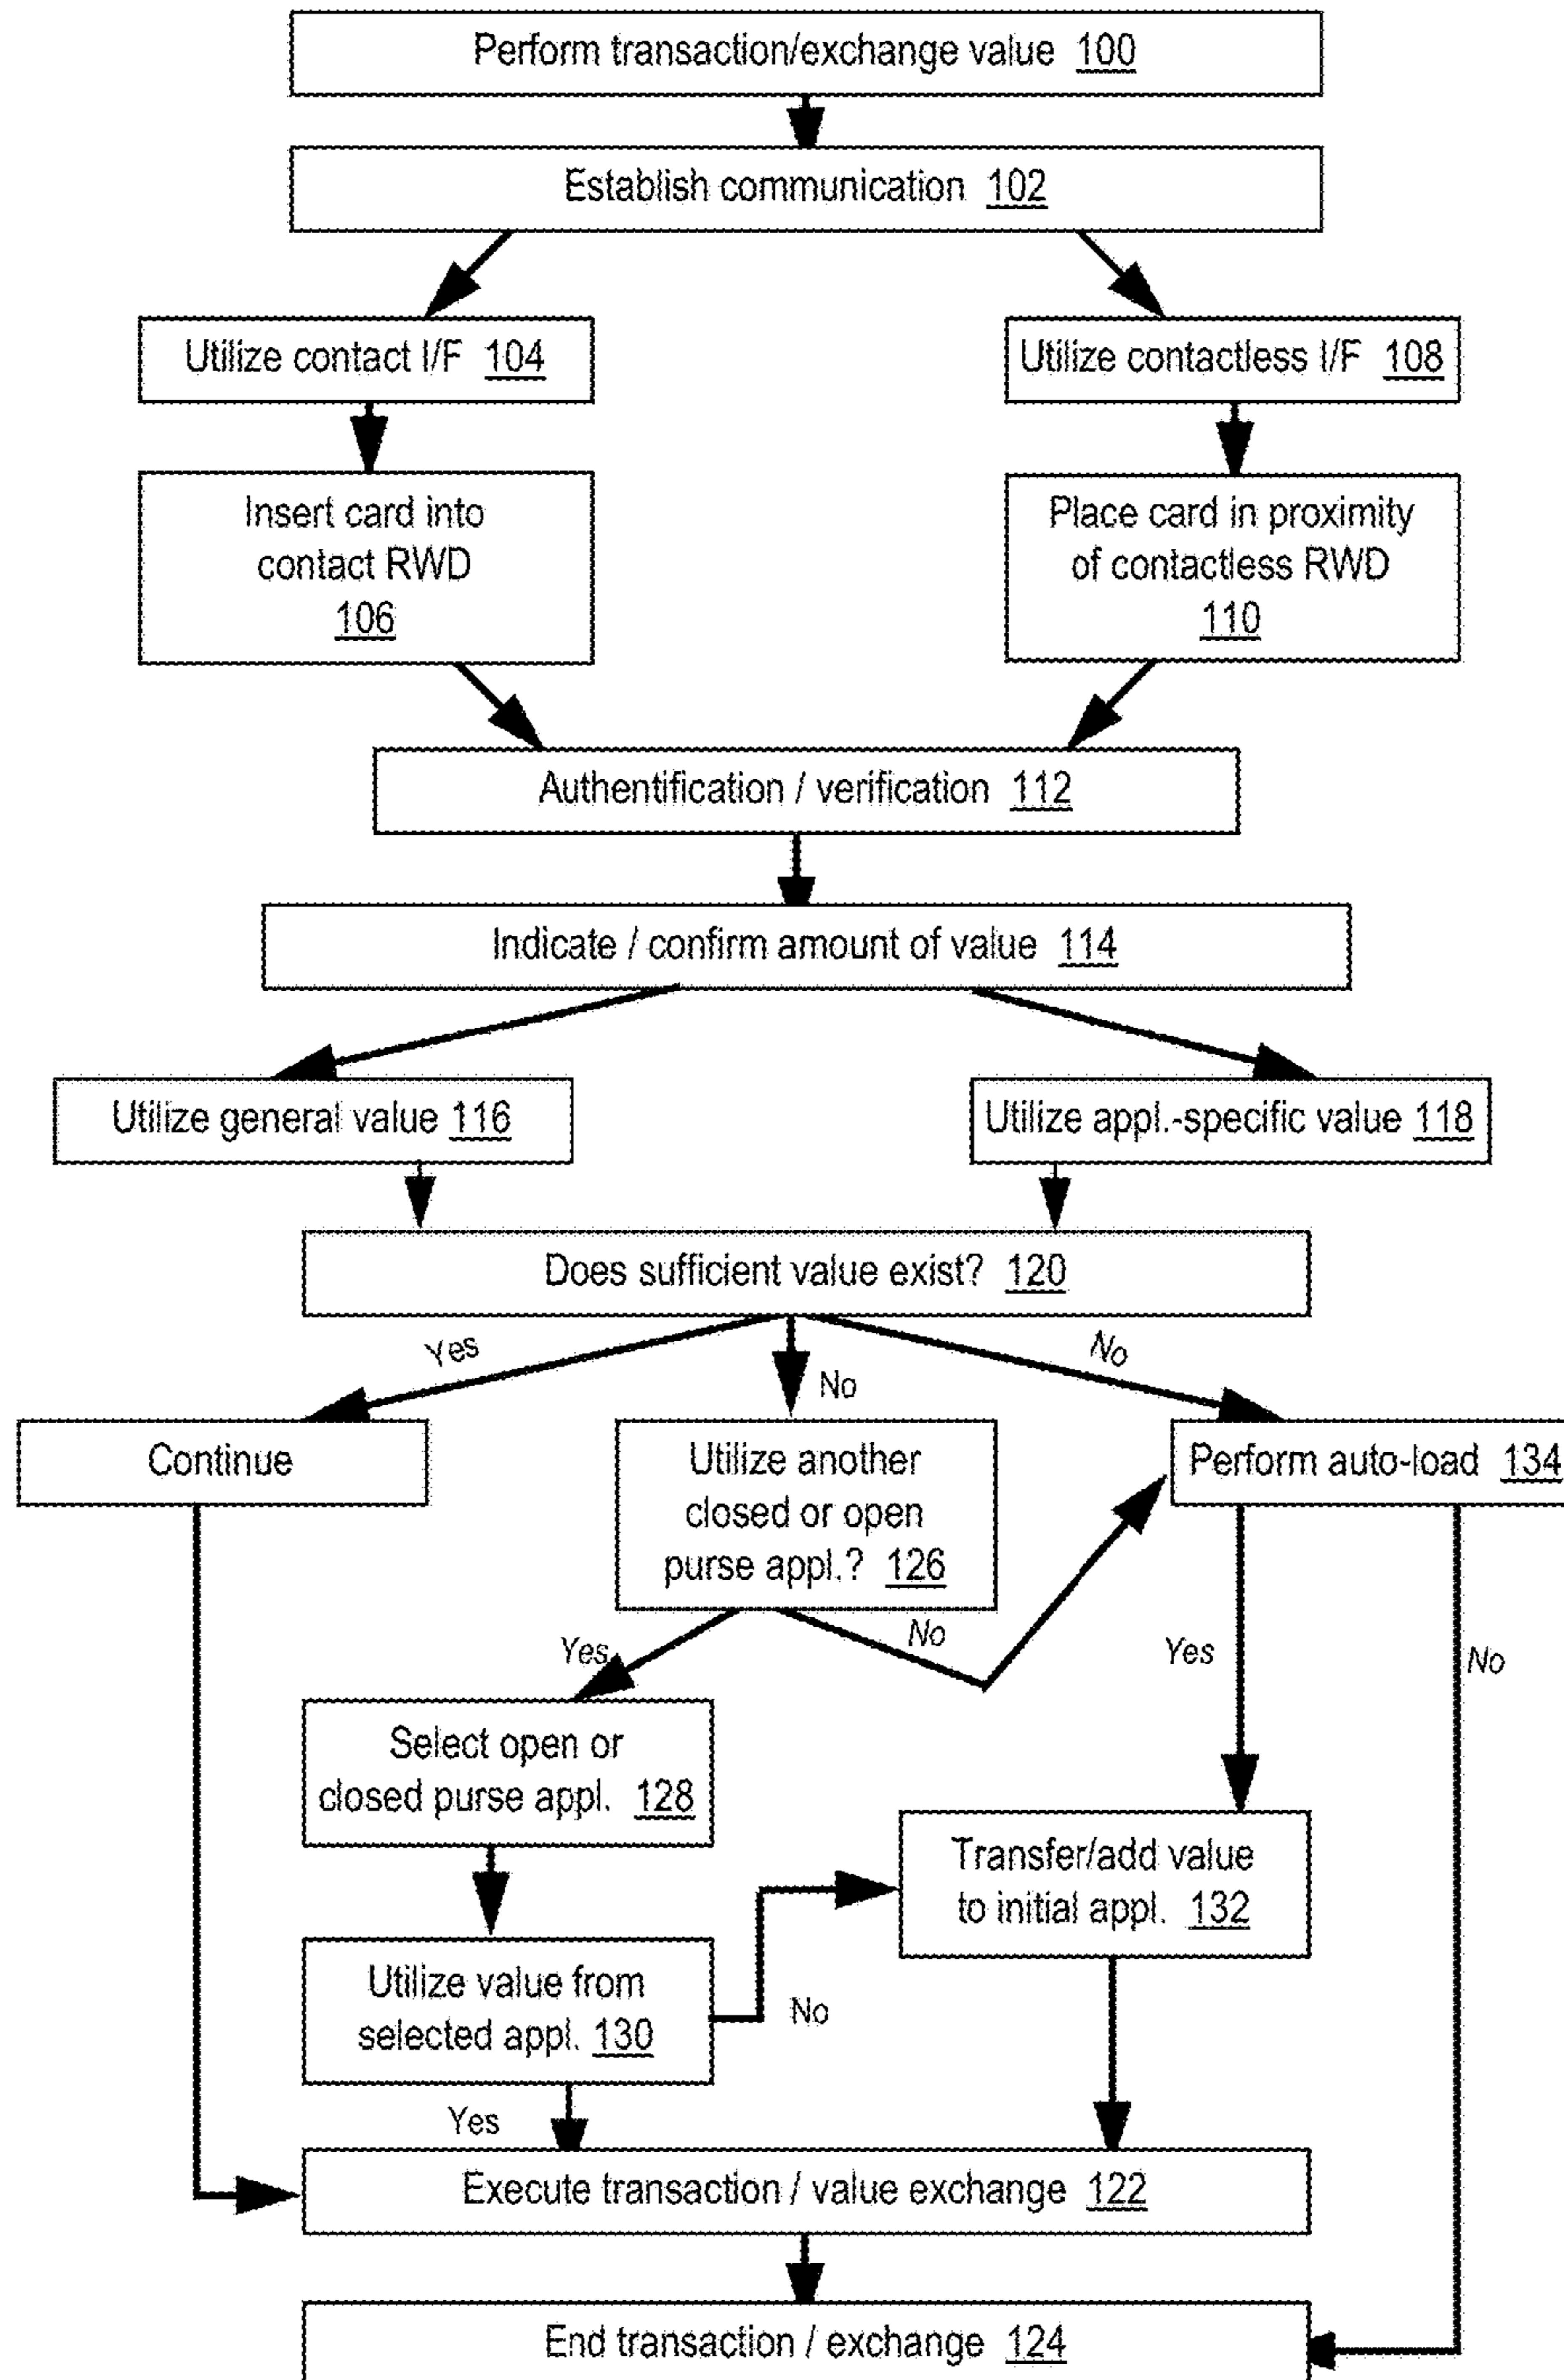 Perform transaction/exchange value 100
Establish communication 102
Utilize contact I/F 104
Utilize contactless I/F 108
Insert card into
contact RWD
106
Place card in proximity
of contactless RWD
110
Authentification / verification 112
Indicate / confirm amount of value 114
Utilize general value 116
Utilize appl.-specific value 118
Does sufficient value exist? 120
Yes
No
No
Continue
Utilize another
closed or open
purse appl.? 126
Perform auto-load 134
Yes
No
Yes
No
Select open or
closed purse appl. 128
Transfer/add value
to initial appl. 132
Utilize value from
selected appl. 130
No
Yes
Execute transaction / value exchange 122
End transaction / exchange 124